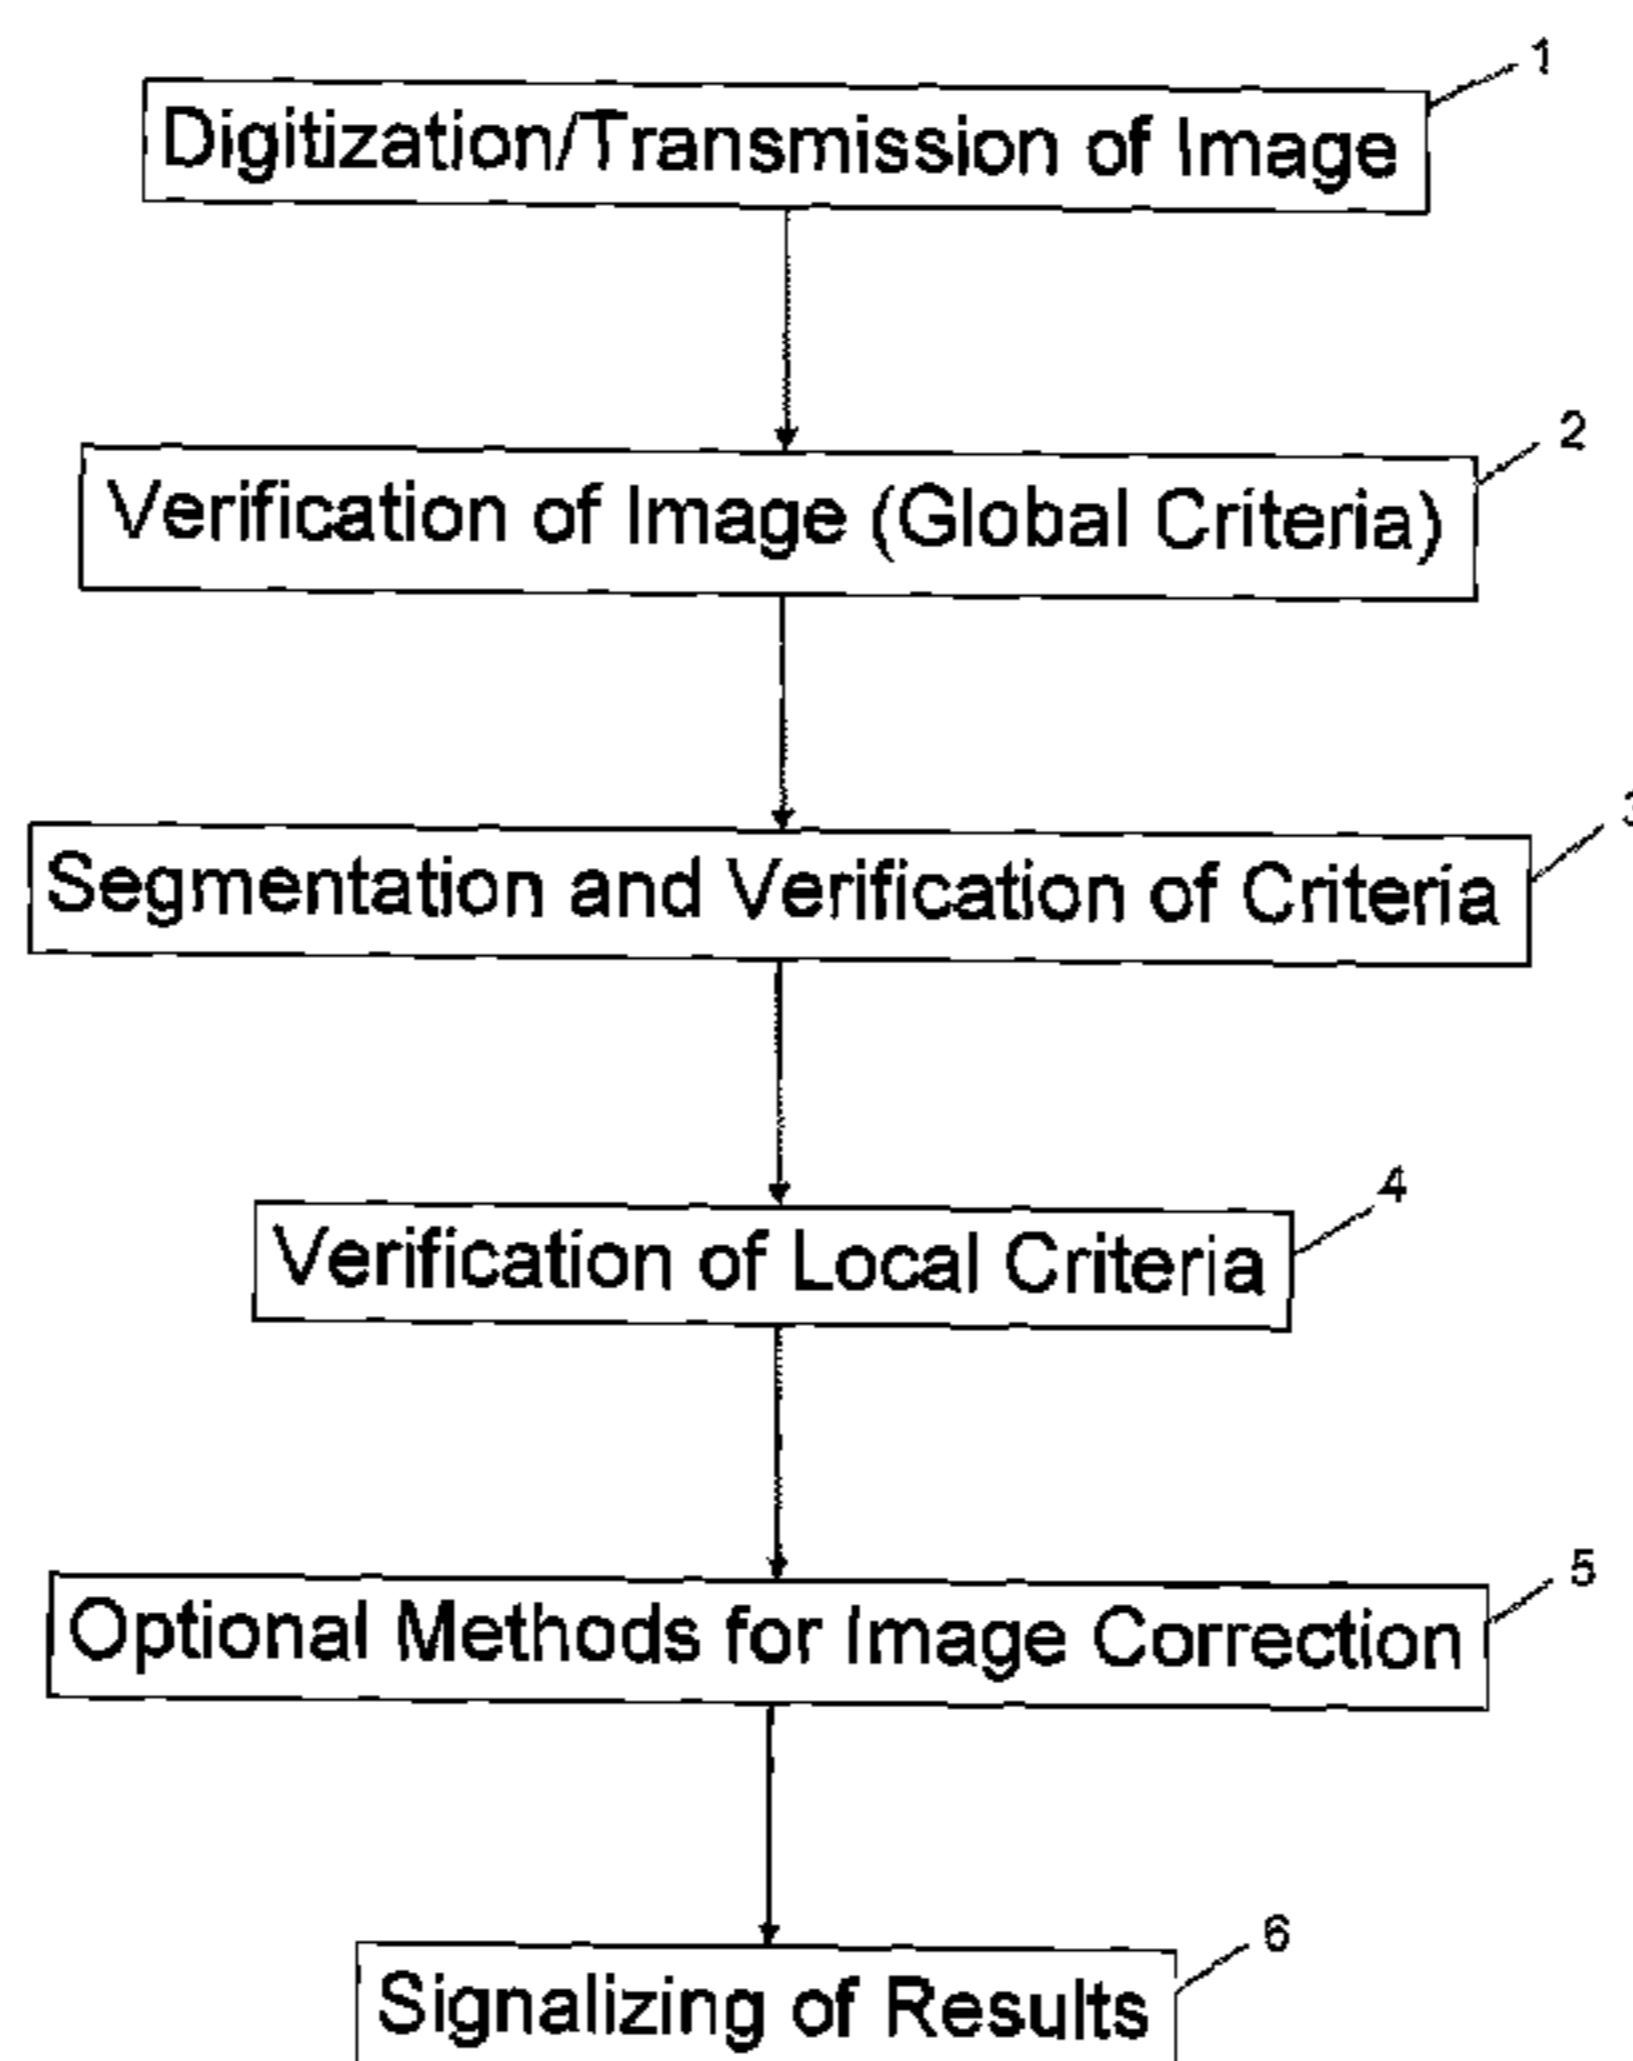 1
Digitization/Transmission of Image
2
Verification of Image (Global Criteria)
3
Segmentation and Verification of Criteria
4
Verification of Local Criteria
5
Optional Methods for Image Correction
6
Signalizing of Results